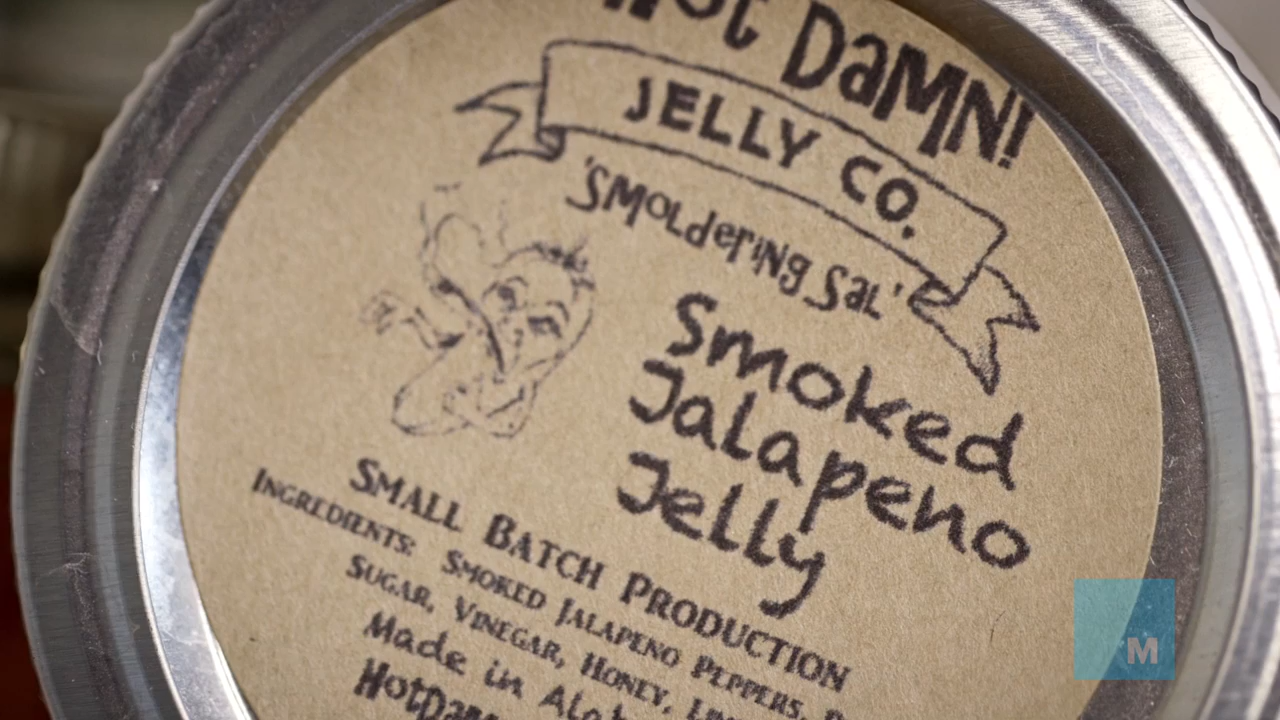 Hot DaMN!
JELLY CO.
'SMoldeRiNg Sal'
Smoked
Jalapeno
Jelly
SMALL BATCH PRODUCTION
INGREDIENTS: SMOKED JALAPENO PEPPERS,
SUGAR, VINEGAR, HONEY,
Made in
M